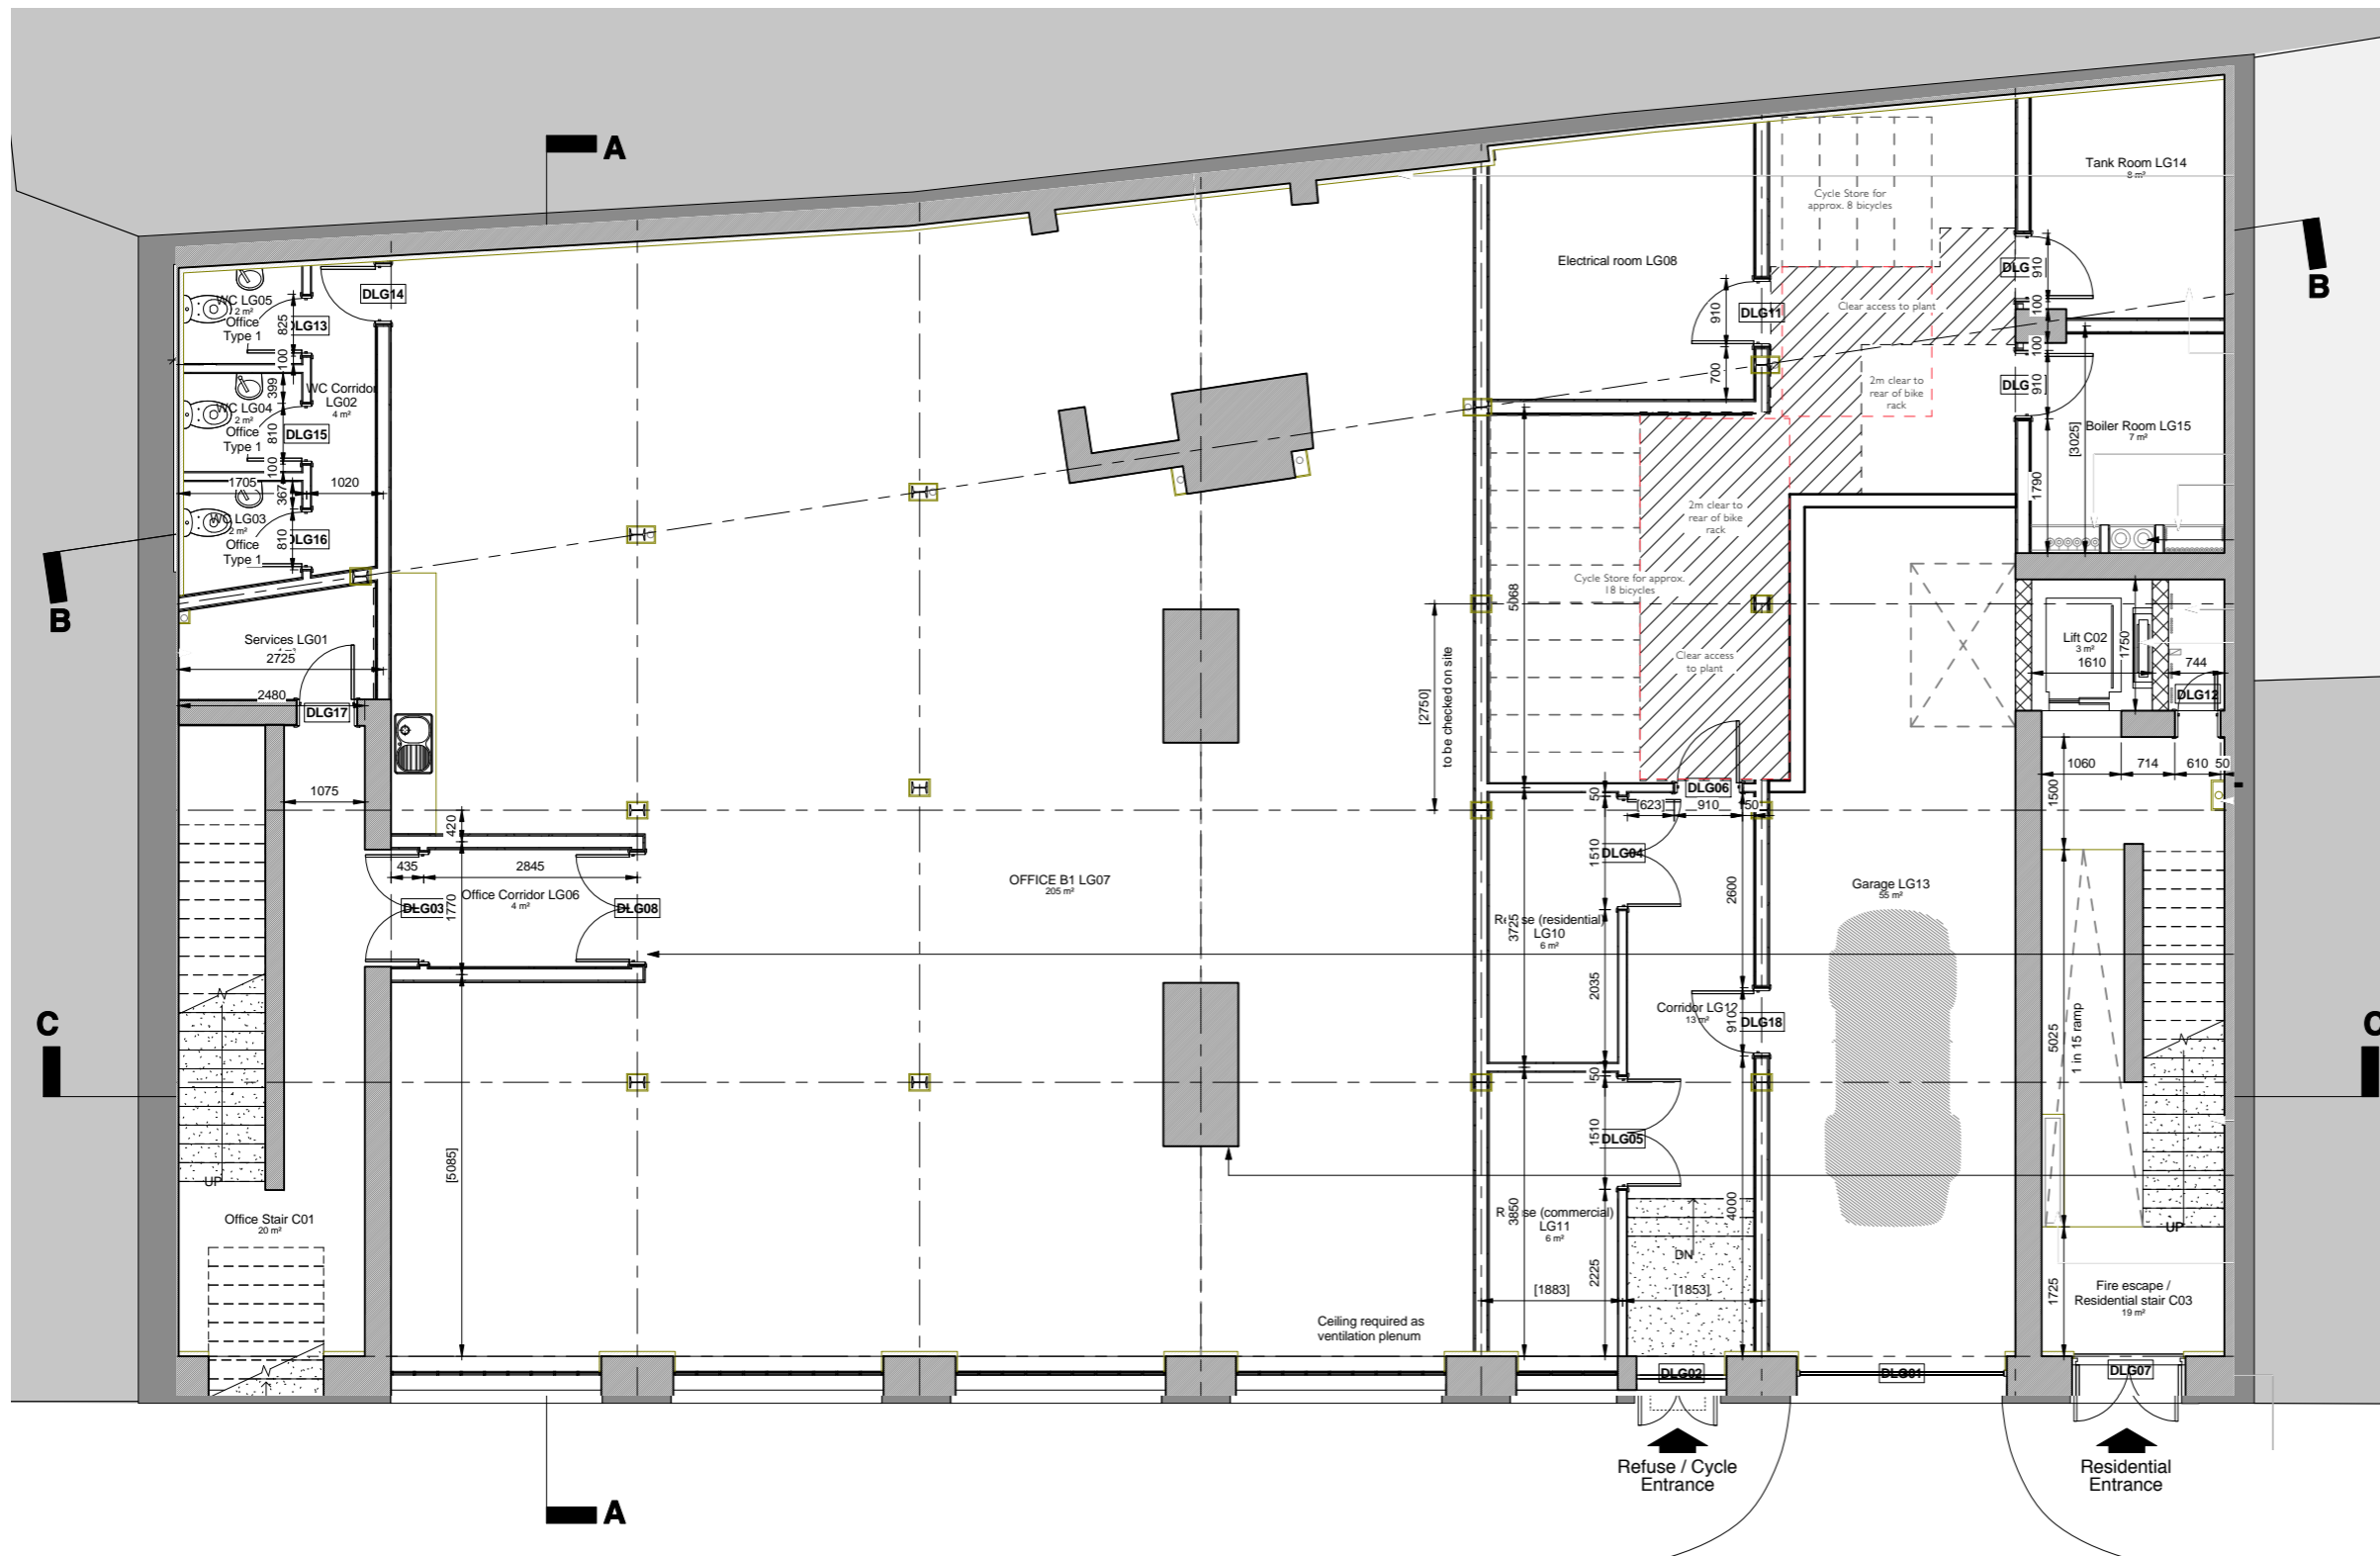 A
Tank Room LG14
8 m²
Cycle Store for
approx. 8 bicycles
B
Electrical room LG08
DLG
910
DLG14
WC LG05
2 m²
Office
Type 1
825
DLG13
100
Clear access to plant
910
DLG11
100
100
700
399
WC Corridor
LG02
4 m²
WC LG04
2 m²
Office
Type 1
810
DLG15
100
2m clear to
rear of bike
rack
DLG
910
Boiler Room LG15
7 m²
[3025]
1790
1705
367
1020
WC LG03
2 m²
Office
Type 1
810
DLG16
2m clear to
rear of bike
rack
B
Cycle Store for approx.
18 bicycles
5068
Services LG01
2725
2480
DLG17
Clear access
to plant
Lift C02
3 m²
1610
1750
744
DLG12
[2750]
to be checked on site
1075
DLG06
1060
714
610
50
1500
420
50
[623]
910
50
435
2845
1510
DLG04
DLG03
1770
Office Corridor LG06
4 m²
DLG08
OFFICE B1 LG07
205 m²
2600
Garage LG13
55 m²
3725
LG10
6 m²
2035
Corridor LG12
13 m²
910
DLG18
C
C
5025
1 in 15 ramp
50
1510
DLG05
[5085]
UP
Office Stair C01
20 m²
3850
LG11
6 m²
4000
2225
DN
UP
[1883]
[1853]
1725
Fire escape /
Residential stair C03
19 m²
Ceiling required as
ventilation plenum
DLG02
DLG01
DLG07
Refuse / Cycle
Entrance
Residential
Entrance
A